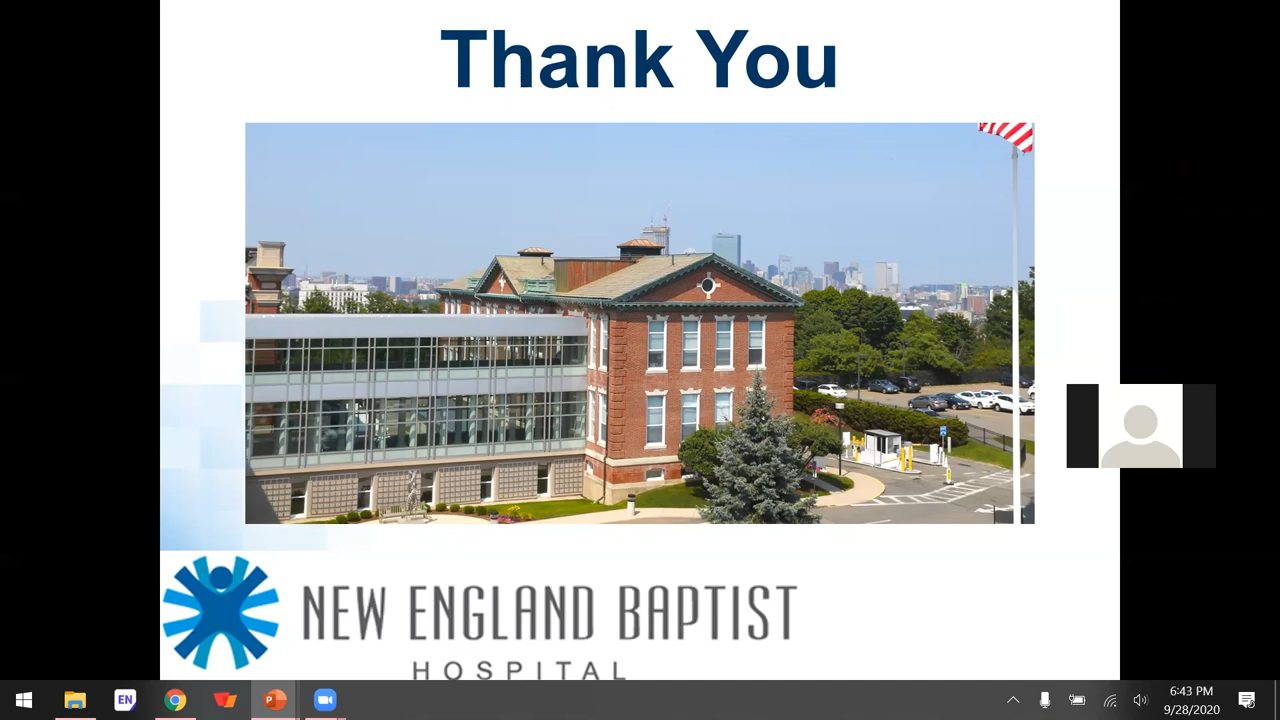 Thank You
NEW ENGLAND BAPTIST
HOSPITAL
EN
P
6:43 PM
9/28/2020